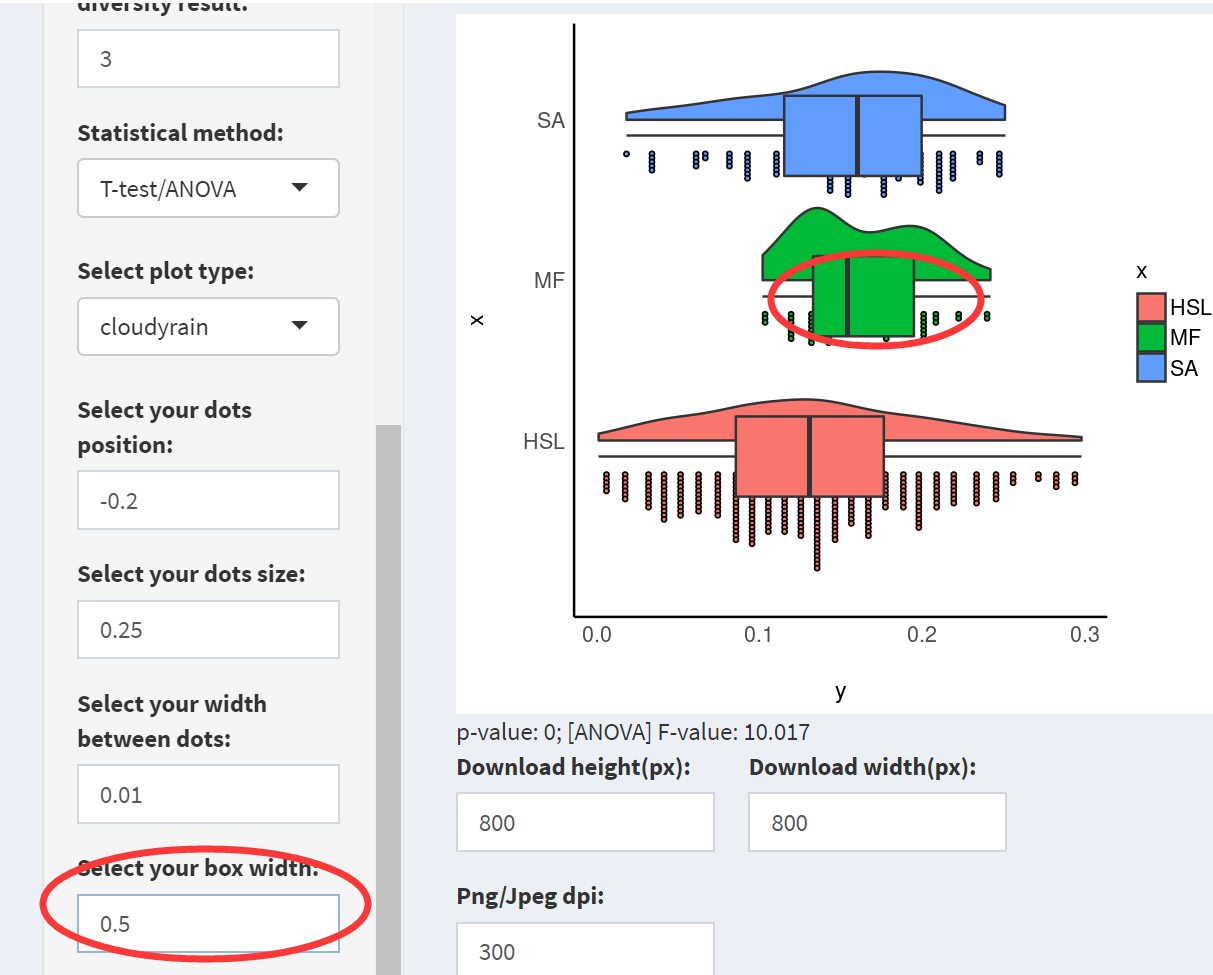 diversity result:
3
Statistical method:
T-test/ANOVA
Select plot type:
cloudyrain
Select your dots
position:
-0.2
Select your dots size:
0.25
Select your width
between dots:
0.01
Select your box width:
0.5
SA
MF
HSL
x
0.0 0.1 0.2 0.3
y
x
HSL
MF
SA
p-value: 0; [ANOVA] F-value: 10.017
Download height(px): Download width(px):
800 800
Png/Jpeg dpi:
300